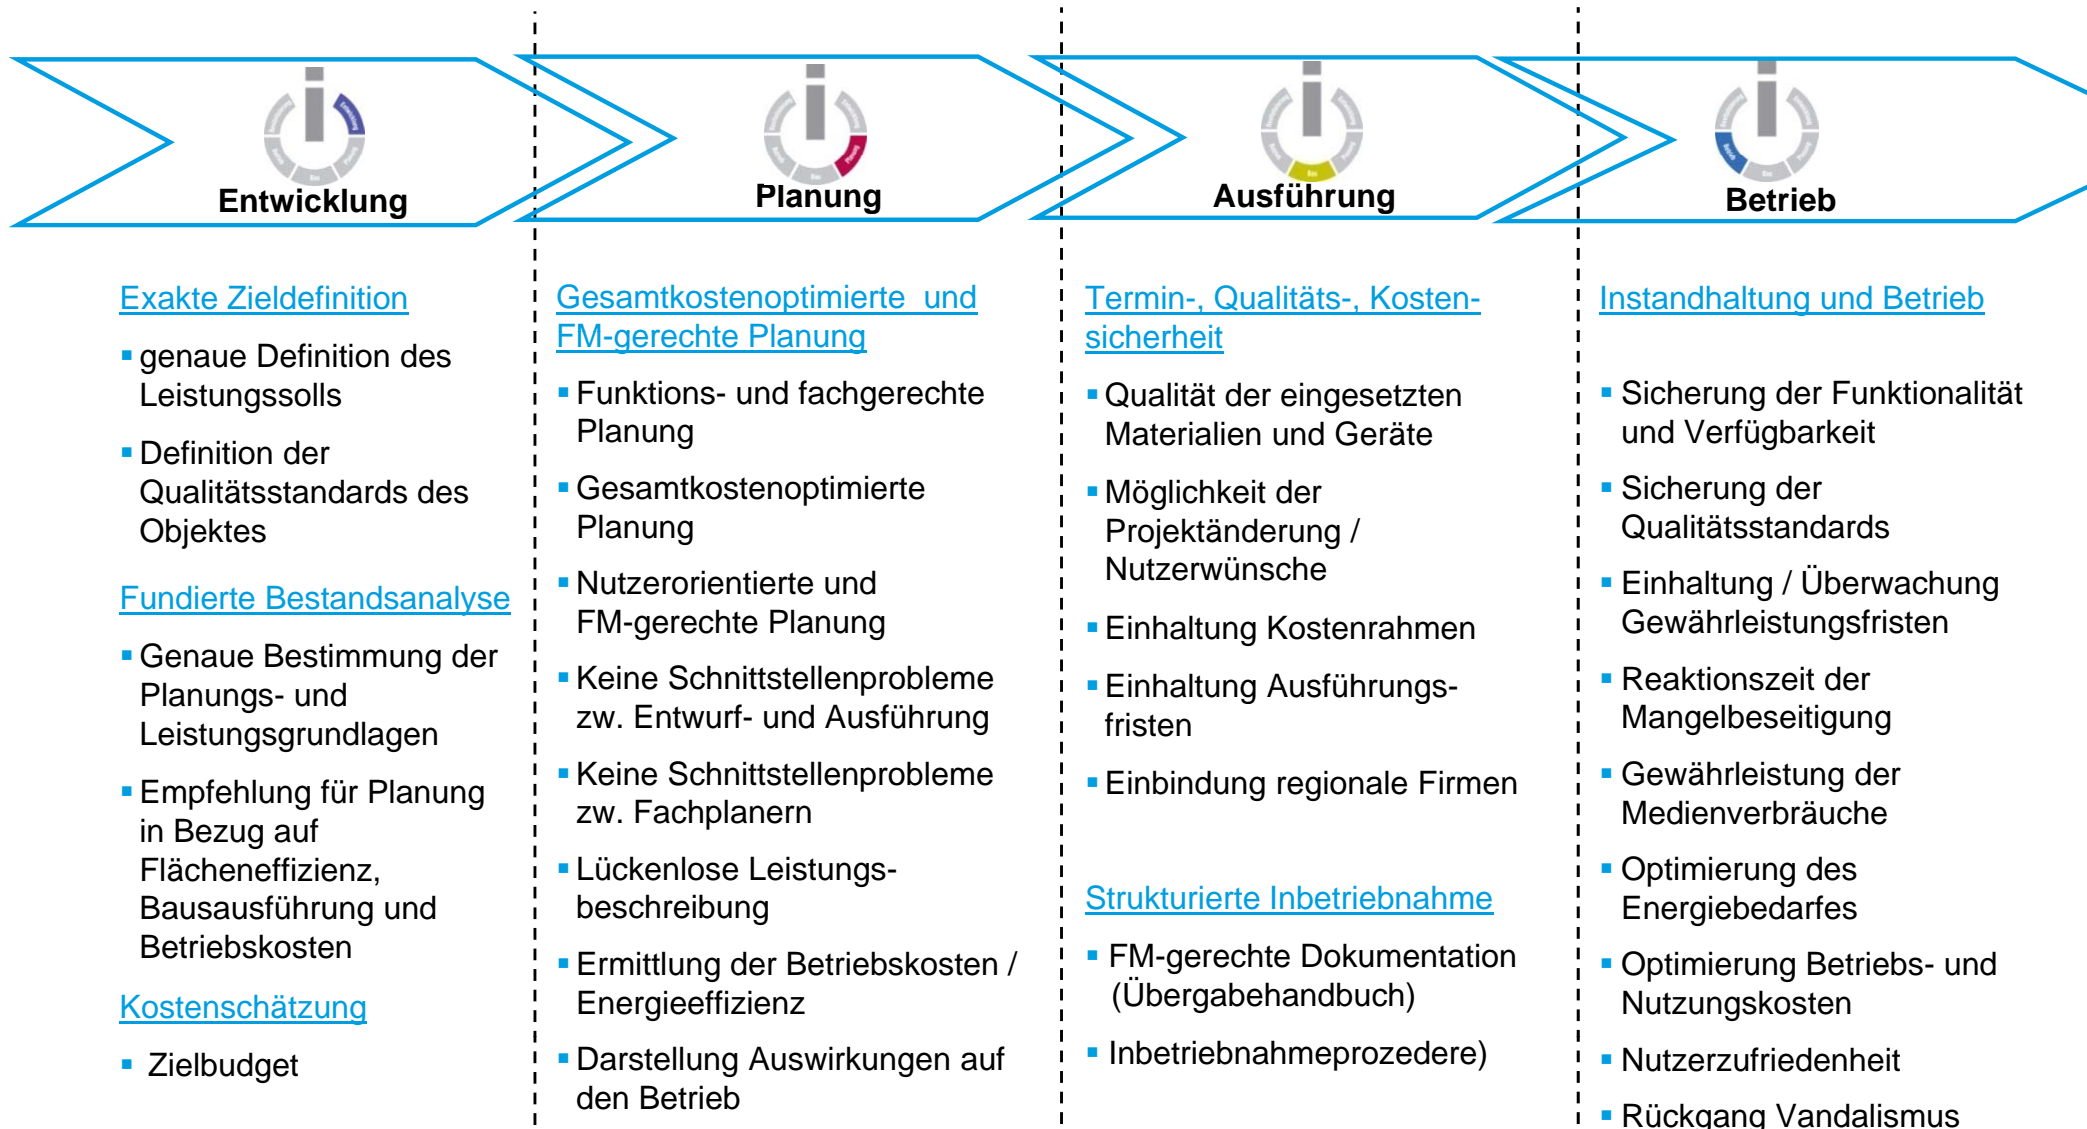 Entwicklung
Planung
Ausführung
Betrieb
Exakte Zieldefinition
genaue Definition des
Leistungssolls
Definition der
Qualitätsstandards des
Objektes
Fundierte Bestandsanalyse
Genaue Bestimmung der
Planungs- und
Leistungsgrundlagen
Empfehlung für Planung
in Bezug auf
Flächeneffizienz,
Bausausführung und
Betriebskosten
Kostenschätzung
Zielbudget
Gesamtkostenoptimierte und
FM-gerechte Planung
Funktions- und fachgerechte
Planung
Gesamtkostenoptimierte
Planung
Nutzerorientierte und
FM-gerechte Planung
Keine Schnittstellenprobleme
zw. Entwurf- und Ausführung
Keine Schnittstellenprobleme
zw. Fachplanern
Lückenlose Leistungs-
beschreibung
Ermittlung der Betriebskosten /
Energieeffizienz
Darstellung Auswirkungen auf
den Betrieb
Termin-, Qualitäts-, Kosten-
sicherheit
Qualität der eingesetzten
Materialien und Geräte
Möglichkeit der
Projektänderung /
Nutzerwünsche
Einhaltung Kostenrahmen
Einhaltung Ausführungs-
fristen
Einbindung regionale Firmen
Strukturierte Inbetriebnahme
FM-gerechte Dokumentation
(Übergabehandbuch)
Inbetriebnahmeprozedere)
Instandhaltung und Betrieb
Sicherung der Funktionalität
und Verfügbarkeit
Sicherung der
Qualitätsstandards
Einhaltung / Überwachung
Gewährleistungsfristen
Reaktionszeit der
Mangelbeseitigung
Gewährleistung der
Medienverbräuche
Optimierung des
Energiebedarfes
Optimierung Betriebs- und
Nutzungskosten
Nutzerzufriedenheit
Rückgang Vandalismus